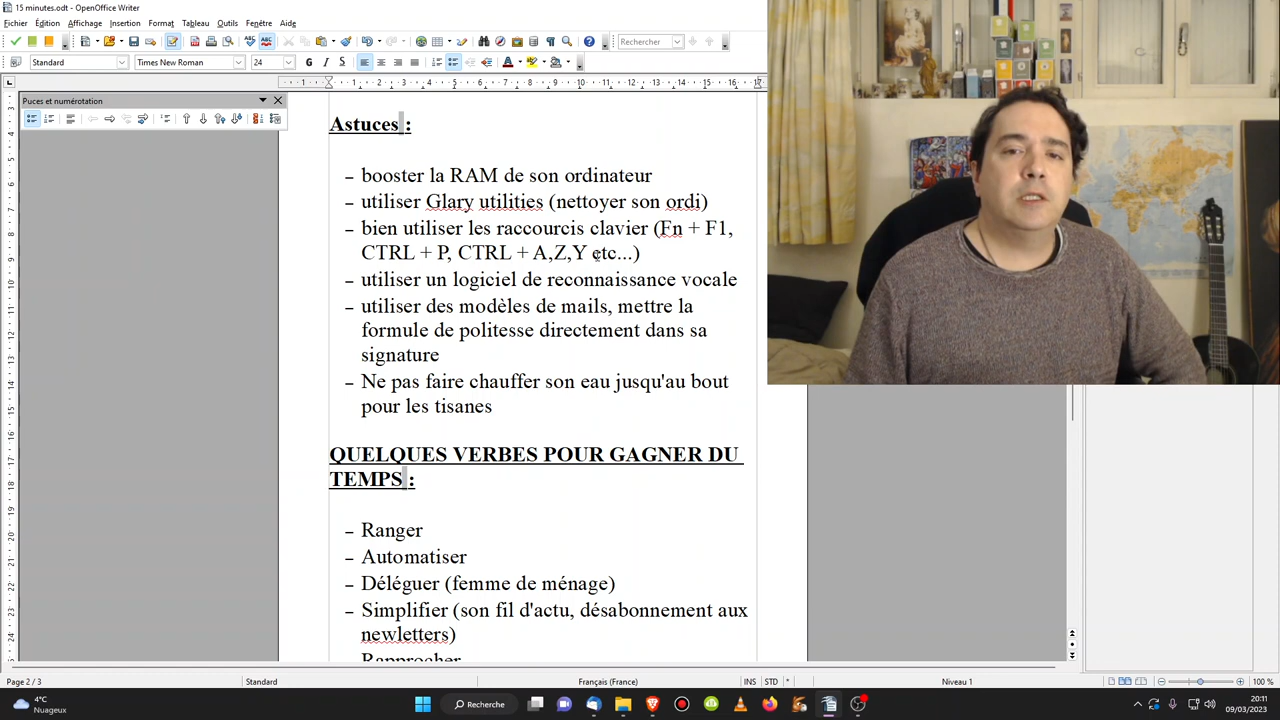 15 minutes.odt - OpenOffice Writer
Fichier Édition Affichage Insertion Format Tableau Outils Fenêtre Aide
Rechercher
Standard Times New Roman 24
Puces et numérotation
Astuces :
– booster la RAM de son ordinateur
– utiliser Glary utilities (nettoyer son ordi)
– bien utiliser les raccourcis clavier (Fn + F1,
CTRL + P, CTRL + A,Z,Y etc...)
– utiliser un logiciel de reconnaissance vocale
– utiliser des modèles de mails, mettre la
formule de politesse directement dans sa
signature
– Ne pas faire chauffer son eau jusqu'au bout
pour les tisanes
QUELQUES VERBES POUR GAGNER DU
TEMPS :
– Ranger
– Automatiser
– Déléguer (femme de ménage)
– Simplifier (son fil d'actu, désabonnement aux
newletters)
Rapprocher
Page 2 / 3 Standard Français (France) INS STD * Niveau 1 100 %
4°C
Nuageux
Recherche
20:11
09/03/2023